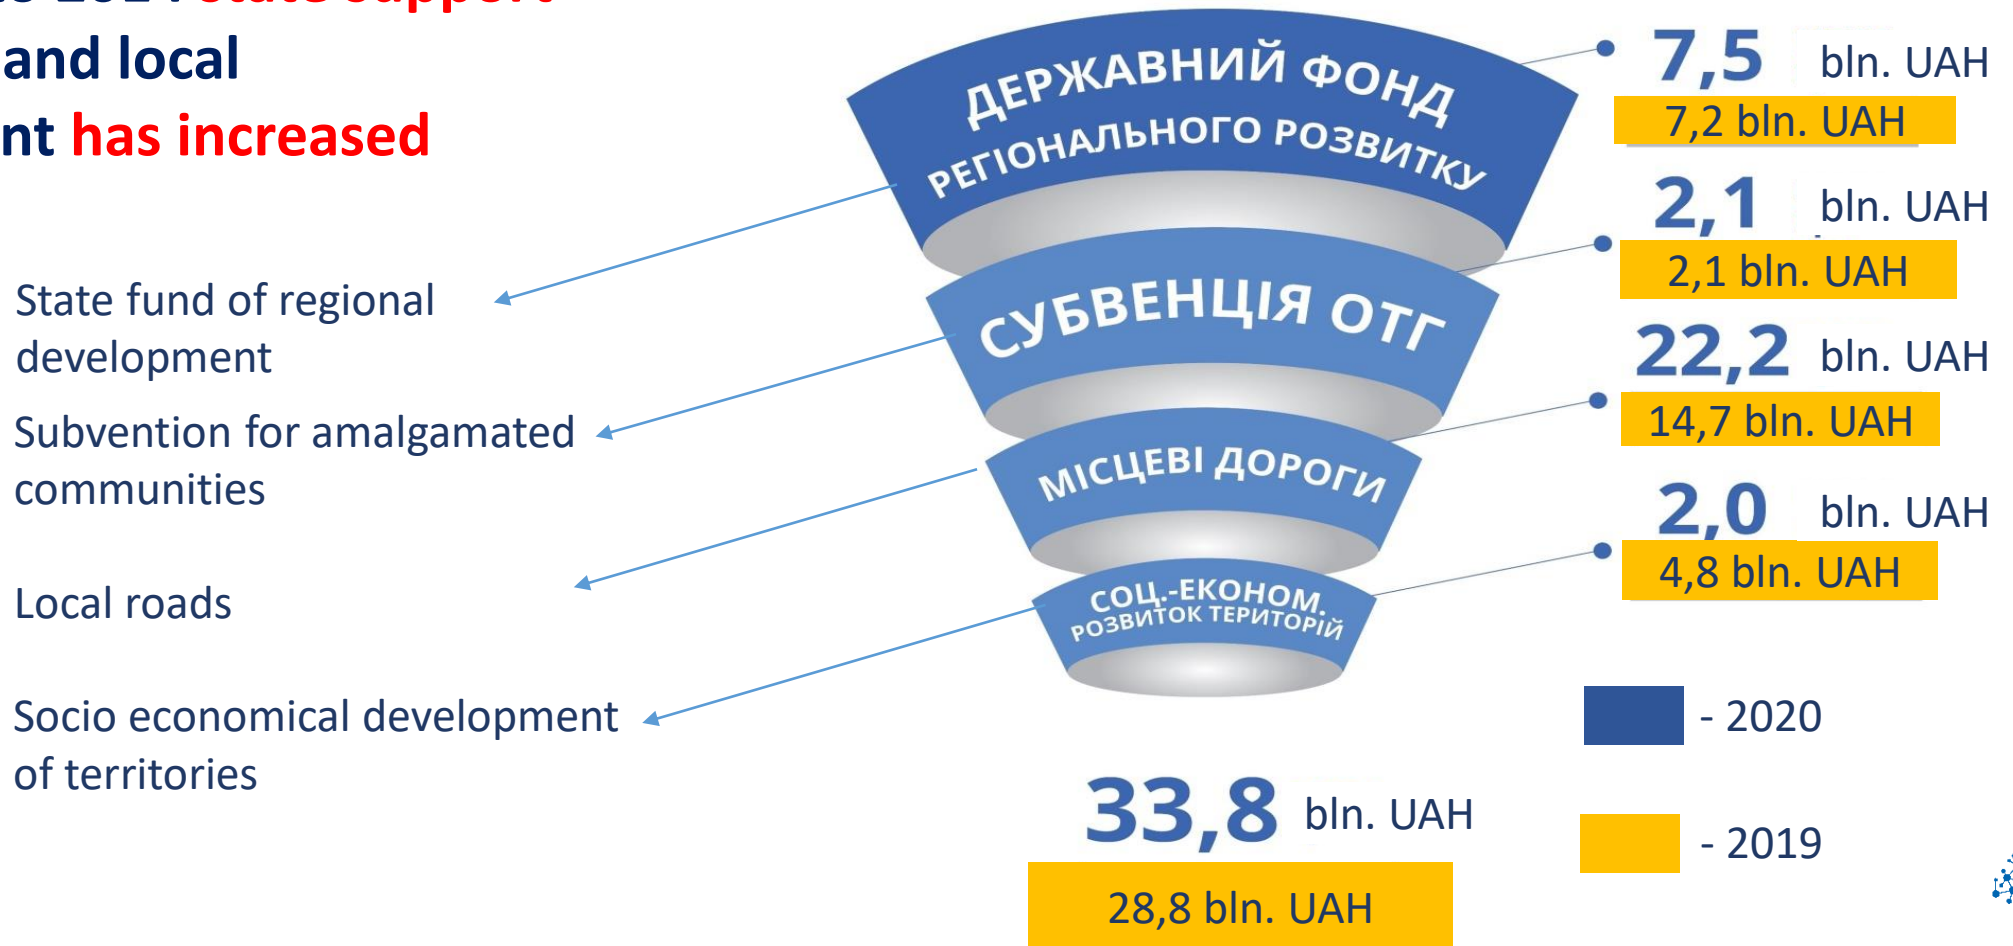 2014 state support
and local
has increased
ДЕРЖАВНИЙ ФОНД
РЕГІОНАЛЬНОГО РОЗВИТКУ
7,5 bln. UAH
7,2 bln. UAH
State fund of regional
development
СУБВЕНЦІЯ ОТГ
2,1 bln. UAH
2,1 bln. UAH
Subvention for amalgamated
communities
МІСЦЕВІ ДОРОГИ
22,2 bln. UAH
14,7 bln. UAH
Local roads
СОЦ.-ЕКОНОМ.
РОЗВИТОК ТЕРИТОРІЙ
2,0 bln. UAH
4,8 bln. UAH
Socio economical development
of territories
33,8 bln. UAH
28,8 bln. UAH
- 2020
- 2019